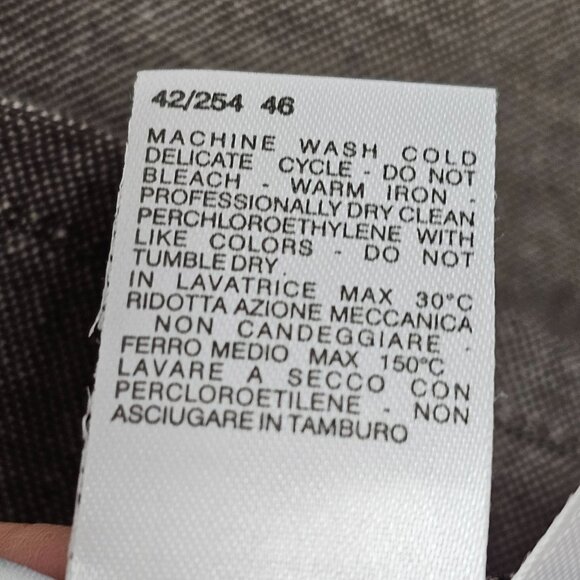 42/254 46
MACHINE WASH COLD
DELICATE CYCLE - DO NOT
BLEACH - WARM IRON -
PROFESSIONALLY DRY CLEAN
PERCHLOROETHYLENE WITH
LIKE COLORS - DO NOT
TUMBLE DRY.
IN LAVATRICE MAX 30°C
RIDOTTA AZIONE MECCANICA
- NON CANDEGGIARE -
FERRO MEDIO MAX 150°C
LAVARE A SECCO CON
PERCLOROETILENE - NON
ASCIUGARE IN TAMBURO